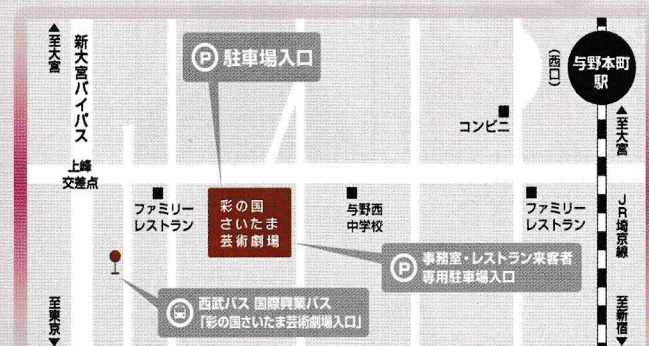 ▲至大宮
新大宮バイパス
P 駐車場入口
コンビニ
(西口)
与野本町
駅
▲至大宮
上峰
交差点
ファミリー
レストラン
彩の国
さいたま
芸術劇場
与野西
中学校
ファミリー
レストラン
JR埼京線
P 事務室・レストラン来客者
専用駐車場入口
西武バス 国際興業バス
「彩の国さいたま芸術劇場入口」
至東京▼
至新宿▼